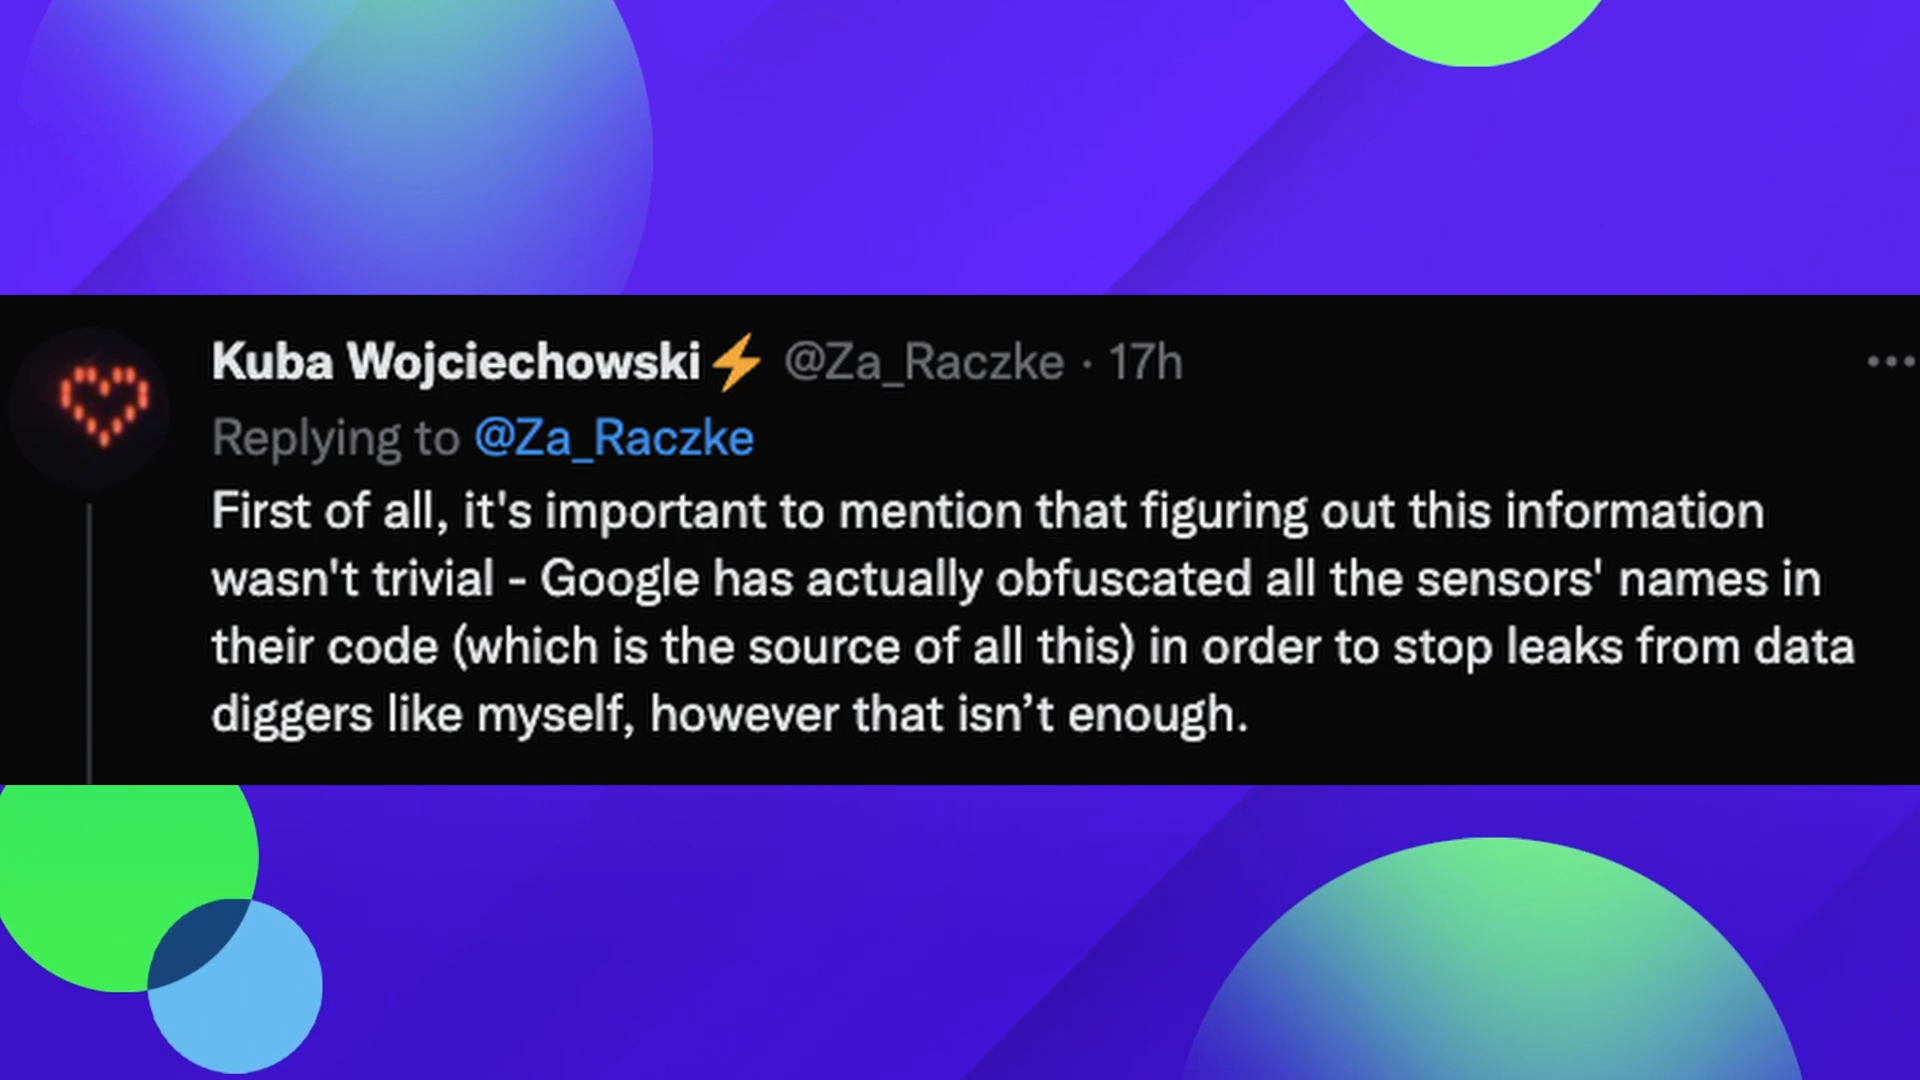 Kuba Wojciechowski⚡ @Za_Raczke · 17h
Replying to @Za_Raczke
First of all, it's important to mention that figuring out this information
wasn't trivial - Google has actually obfuscated all the sensors' names in
their code (which is the source of all this) in order to stop leaks from data
diggers like myself, however that isn’t enough.